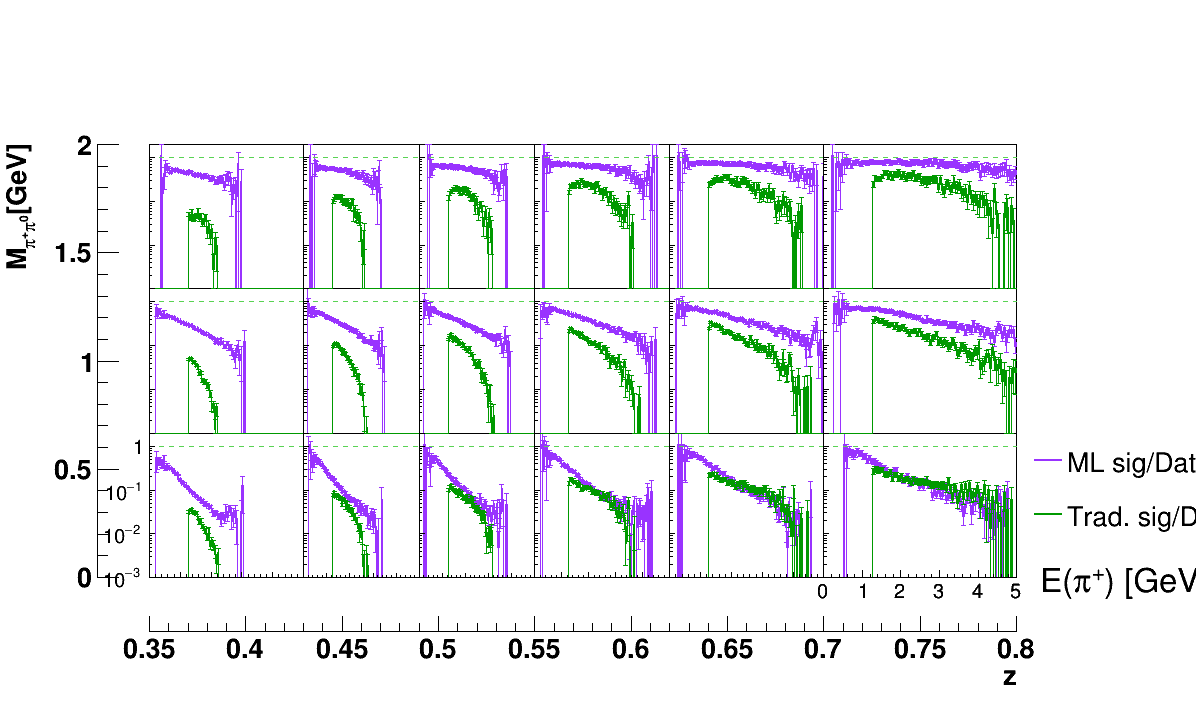 M_{π⁺π⁰}[GeV]
2
1.5
1
0.5
0
1
10⁻¹
10⁻²
10⁻³
ML sig/Dat
Trad. sig/D
0 1 2 3 4 5
E(π⁺) [GeV
0.35 0.4 0.45 0.5 0.55 0.6 0.65 0.7 0.75 0.8
z